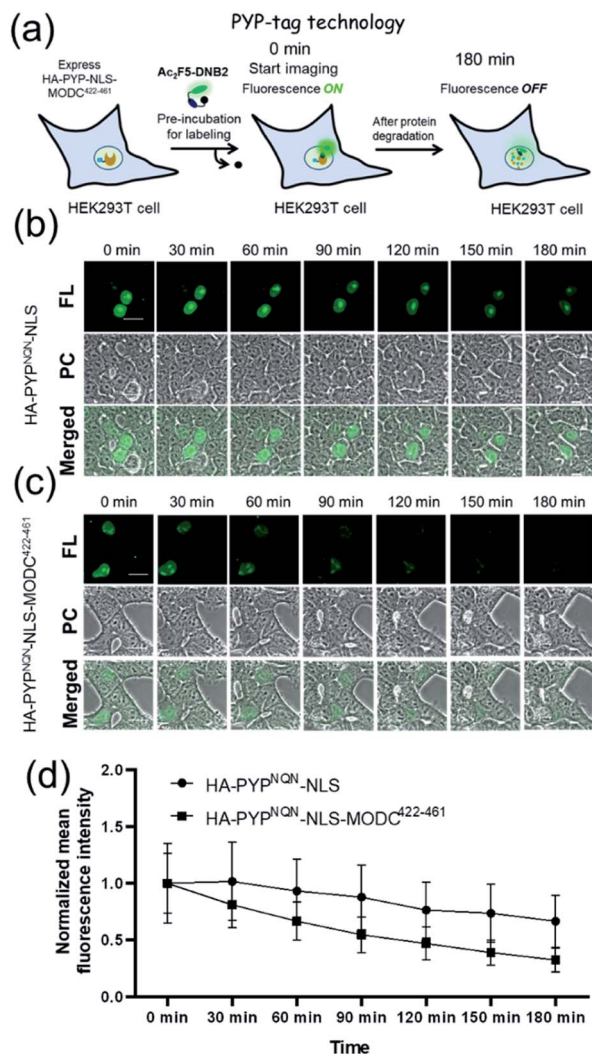 (a)
PYP-tag technology
Express
HA-PYP-NLS-
MODC422-461
Ac2F5-DNB2
Pre-incubation
for labeling
0 min
Start imaging
Fluorescence ON
After protein
degradation
180 min
Fluorescence OFF
HEK293T cell
HEK293T cell
HEK293T cell
(b)
0 min 30 min 60 min 90 min 120 min 150 min 180 min
HA-PYPNQN-NLS
FL
PC
Merged
(c)
0 min 30 min 60 min 90 min 120 min 150 min 180 min
HA-PYPNQN-NLS-MODC422-461
FL
PC
Merged
(d)
Normalized mean
fluorescence intensity
2.0
1.5
1.0
0.5
0.0
HA-PYPNQN-NLS
HA-PYPNQN-NLS-MODC422-461
0 min 30 min 60 min 90 min 120 min 150 min 180 min
Time